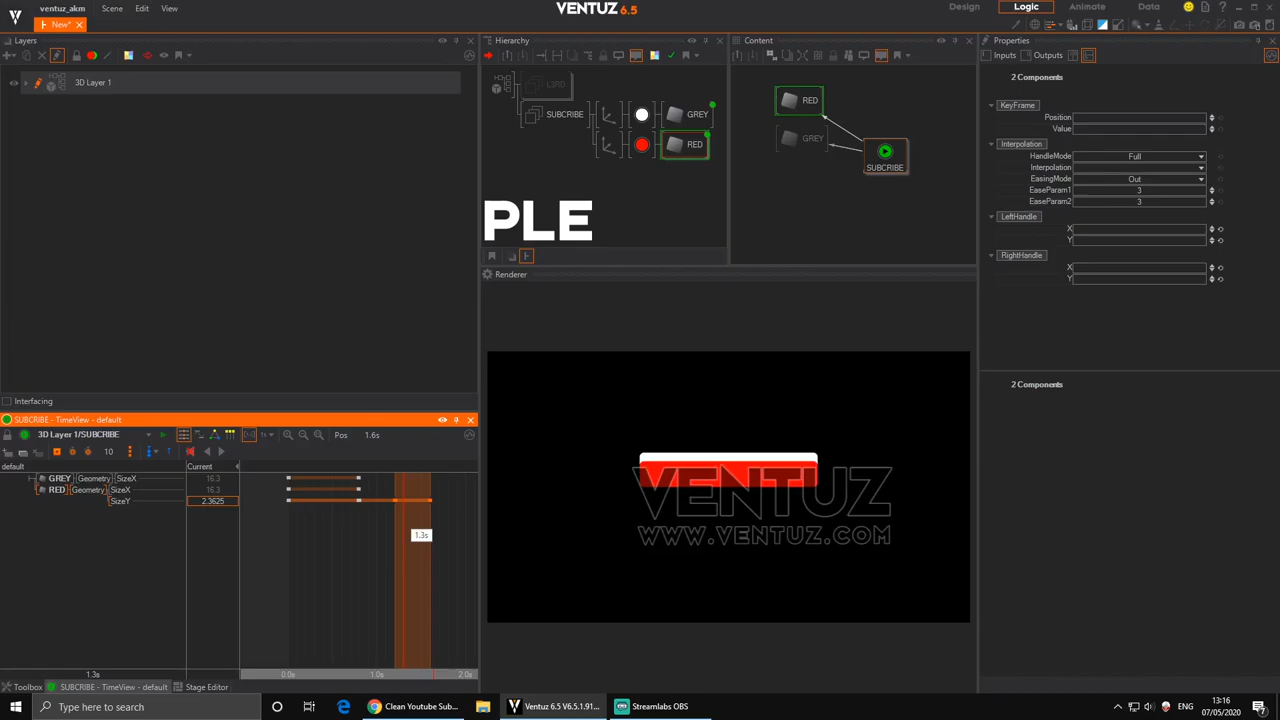 ventuz_akm Scene Edit View
VENTUZ 6.5
Design Logic Animate Data
New*
Layers
Hierarchy
Content
Properties
Inputs Outputs
3D Layer 1
L3RD
SUBCRIBE
GREY
RED
PLE
RED
GREY
SUBCRIBE
2 Components
KeyFrame
Position
Value
Interpolation
HandleMode Full
Interpolation
EasingMode Out
EaseParam1 3
EaseParam2 3
LeftHandle
X
Y
RightHandle
X
Y
2 Components
Renderer
VENTUZ
WWW.VENTUZ.COM
Interfacing
SUBCRIBE - TimeView - default
3D Layer 1/SUBCRIBE
1x
Pos 1.6s
10
default Current
GREY Geometry SizeX 16.3
RED Geometry SizeX 16.3
SizeY 2.3625
1.3s
1.3s
0.0s 1.0s 2.0s
Toolbox SUBCRIBE - TimeView - default Stage Editor
Type here to search
Clean Youtube Sub...
Ventuz 6.5 V6.5.1.91...
Streamlabs OBS
ENG
13:16
07/05/2020